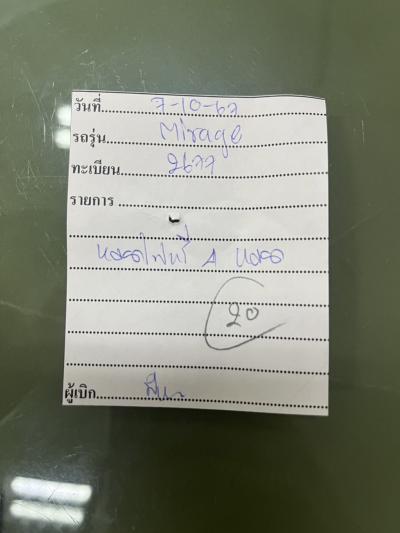 วันที่ 7-10-67
รถรุ่น Mirage
ทะเบียน 2677
รายการ
หลอดไฟหรี่ 1 หลอด
20
ผู้เบิก